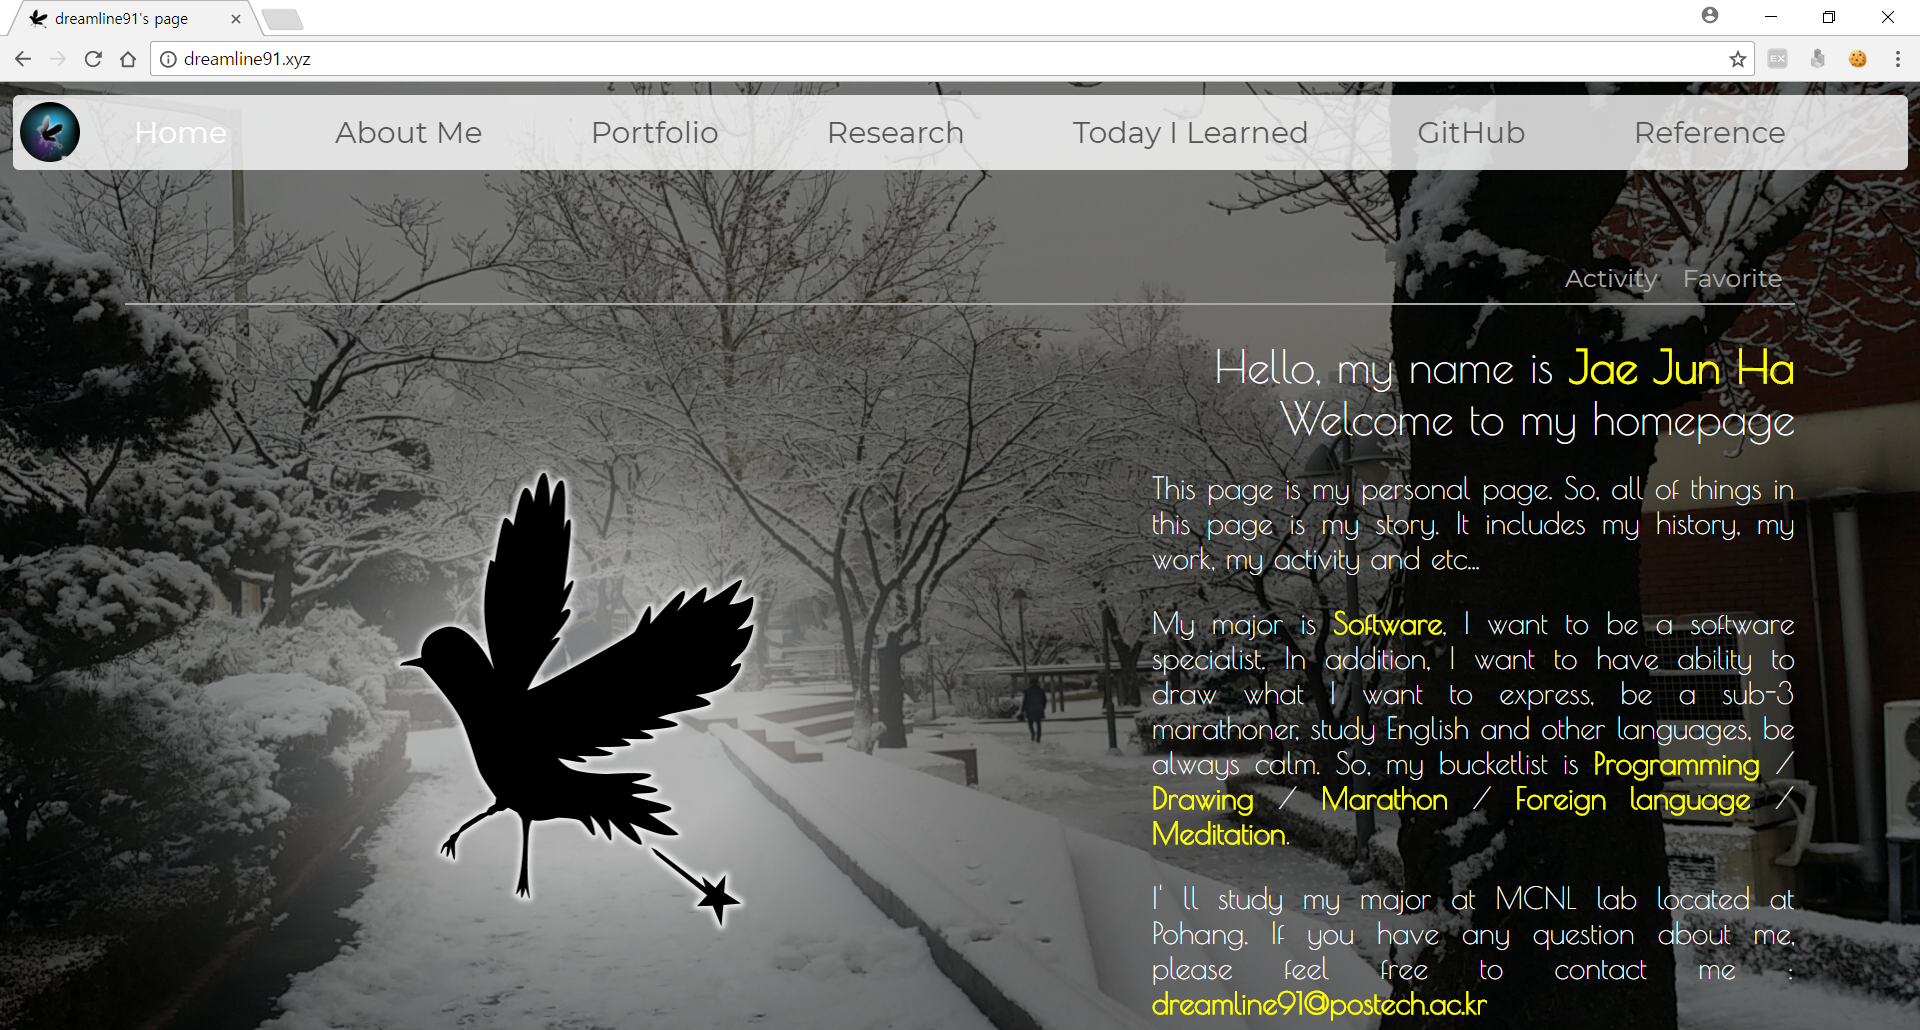 dreamline91's page
dreamline91.xyz
EX
Home About Me Portfolio Research Today I Learned GitHub Reference
Activity Favorite
Hello, my name is Jae Jun Ha
Welcome to my homepage
This page is my personal page. So, all of things in
this page is my story. It includes my history, my
work, my activity and etc...
My major is Software, I want to be a software
specialist. In addition, I want to have ability to
draw what I want to express, be a sub-3
marathoner, study English and other languages, be
always calm. So, my bucketlist is Programming /
Drawing / Marathon / Foreign language /
Meditation.
I' ll study my major at MCNL lab located at
Pohang. If you have any question about me,
please feel free to contact me :
dreamline91@postech.ac.kr